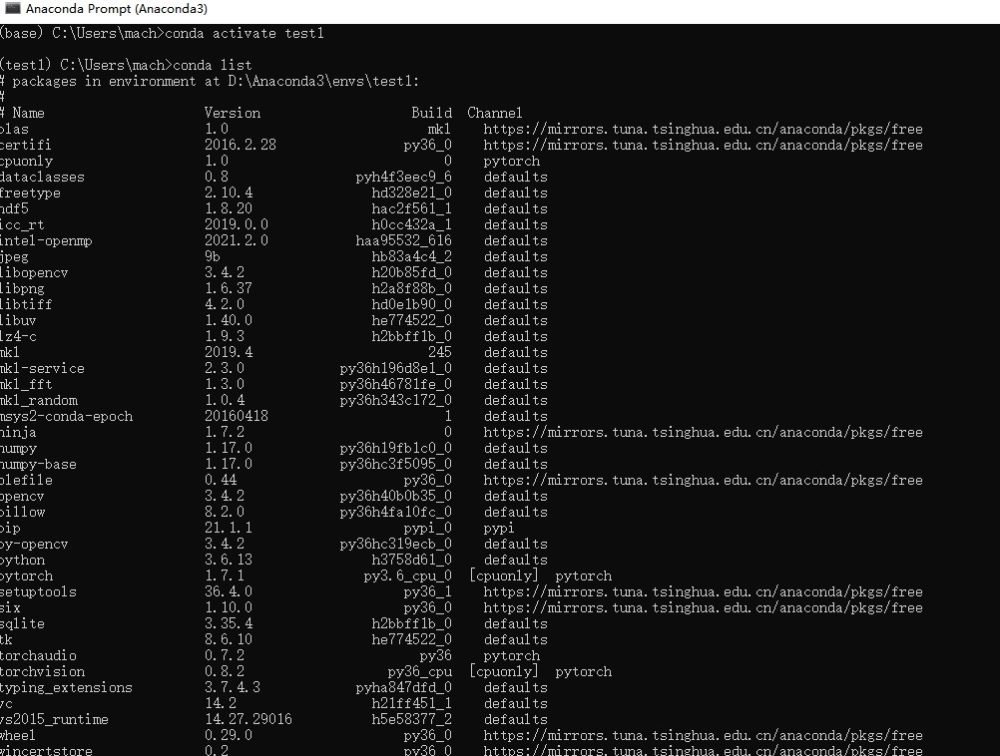 Anaconda Prompt (Anaconda3)
(base) C:\Users\mach>conda activate test1
(test1) C:\Users\mach>conda list
# packages in environment at D:\Anaconda3\envs\test1:
#
# Name Version Build Channel
blas 1.0 mkl https://mirrors.tuna.tsinghua.edu.cn/anaconda/pkgs/free
certifi 2016.2.28 py36_0 https://mirrors.tuna.tsinghua.edu.cn/anaconda/pkgs/free
cpuonly 1.0 0 pytorch
dataclasses 0.8 pyh4f3eec9_6 defaults
freetype 2.10.4 hd328e21_0 defaults
hdf5 1.8.20 hac2f561_1 defaults
icc_rt 2019.0.0 h0cc432a_1 defaults
intel-openmp 2021.2.0 haa95532_616 defaults
jpeg 9b hb83a4c4_2 defaults
libopencv 3.4.2 h20b85fd_0 defaults
libpng 1.6.37 h2a8f88b_0 defaults
libtiff 4.2.0 hd0e1b90_0 defaults
libuv 1.40.0 he774522_0 defaults
lz4-c 1.9.3 h2bbff1b_0 defaults
mkl 2019.4 245 defaults
mkl-service 2.3.0 py36h196d8e1_0 defaults
mkl_fft 1.3.0 py36h46781fe_0 defaults
mkl_random 1.0.4 py36h343c172_0 defaults
msys2-conda-epoch 20160418 1 defaults
ninja 1.7.2 0 https://mirrors.tuna.tsinghua.edu.cn/anaconda/pkgs/free
numpy 1.17.0 py36h19fb1c0_0 defaults
numpy-base 1.17.0 py36hc3f5095_0 defaults
olefile 0.44 py36_0 https://mirrors.tuna.tsinghua.edu.cn/anaconda/pkgs/free
opencv 3.4.2 py36h40b0b35_0 defaults
pillow 8.2.0 py36h4fa10fc_0 defaults
pip 21.1.1 pypi_0 pypi
py-opencv 3.4.2 py36hc319ecb_0 defaults
python 3.6.13 h3758d61_0 defaults
pytorch 1.7.1 py3.6_cpu_0 [cpuonly] pytorch
setuptools 36.4.0 py36_1 https://mirrors.tuna.tsinghua.edu.cn/anaconda/pkgs/free
six 1.10.0 py36_0 https://mirrors.tuna.tsinghua.edu.cn/anaconda/pkgs/free
sqlite 3.35.4 h2bbff1b_0 defaults
tk 8.6.10 he774522_0 defaults
torchaudio 0.7.2 py36 pytorch
torchvision 0.8.2 py36_cpu [cpuonly] pytorch
typing_extensions 3.7.4.3 pyha847dfd_0 defaults
vc 14.2 h21ff451_1 defaults
vs2015_runtime 14.27.29016 h5e58377_2 defaults
wheel 0.29.0 py36_0 https://mirrors.tuna.tsinghua.edu.cn/anaconda/pkgs/free
wincertstore 0.2 py36_0 https://mirrors.tuna.tsinghua.edu.cn/anaconda/pkgs/free